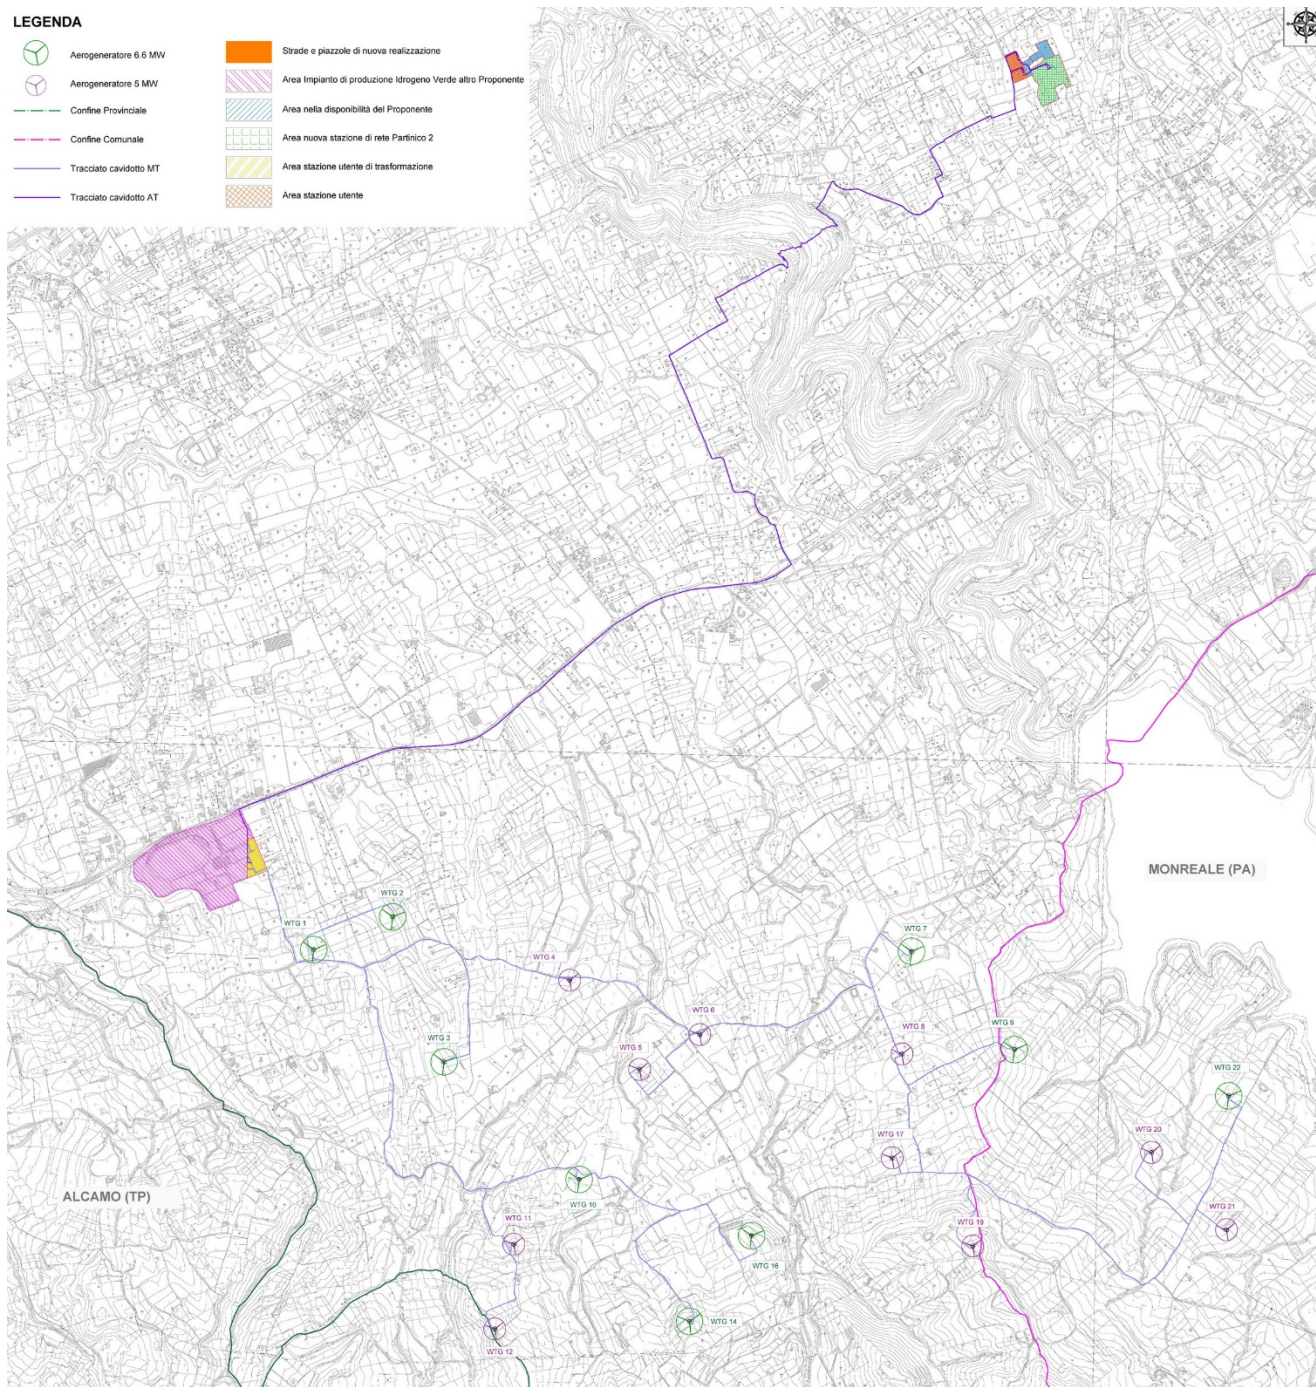 LEGENDA
Aerogeneratore 6.6 MW
Aerogeneratore 5 MW
Confine Provinciale
Confine Comunale
Tracciato cavidotto MT
Tracciato cavidotto AT
Strade e piazzole di nuova realizzazione
Area Impianto di produzione Idrogeno Verde altro Proponente
Area nella disponibilità del Proponente
Area nuova stazione di rete Partinico 2
Area stazione utente di trasformazione
Area stazione utente
MONREALE (PA)
WTG 2
WTG 1
WTG 7
WTG 4
WTG 6
WTG 9
WTG 8
WTG 3
WTG 5
WTG 22
WTG 20
WTG 17
ALCAMO (TP)
WTG 10
WTG 21
WTG 11
WTG 19
WTG 16
WTG 14
WTG 12